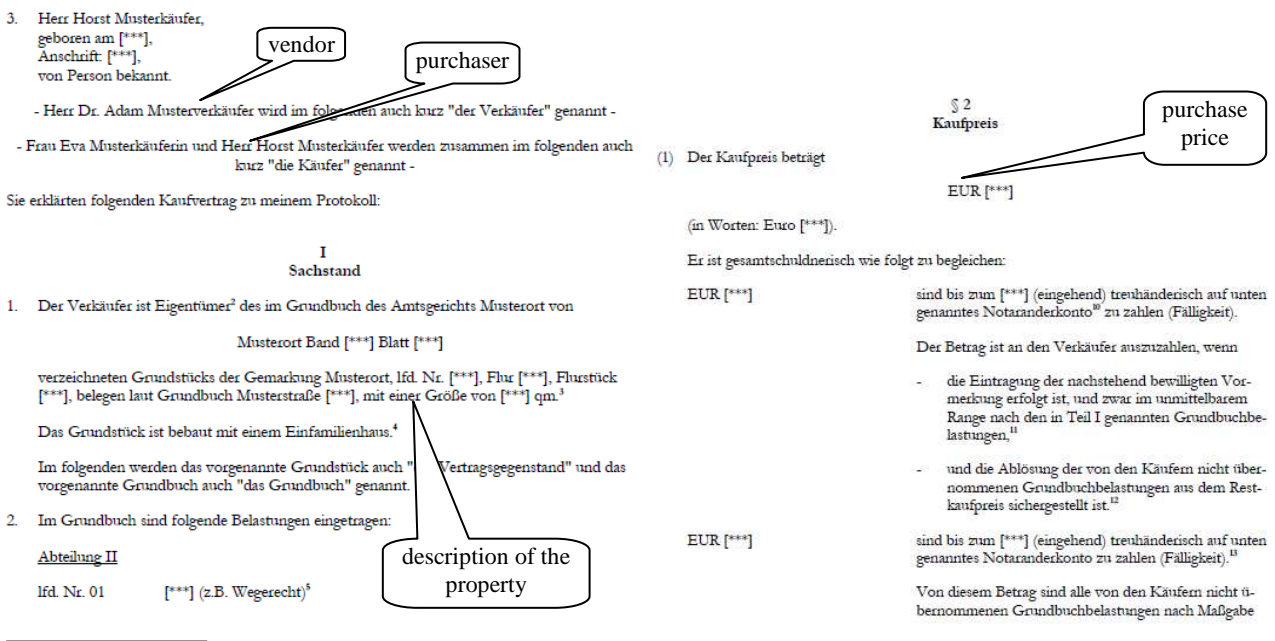 3. Herr Horst Musterkäufer,
geboren am [***],
Anschrift: [***],
von Person bekannt.
vendor
purchaser
- Herr Dr. Adam Musterverkäufer wird im folgenden auch kurz "der Verkäufer" genannt -
- Frau Eva Musterkäuferin und Herr Horst Musterkäufer werden zusammen im folgenden auch
kurz "die Käufer" genannt -
Sie erklärten folgenden Kaufvertrag zu meinem Protokoll:
I
Sachstand
1. Der Verkäufer ist Eigentümer² des im Grundbuch des Amtsgerichts Musterort von
Musterort Band [***] Blatt [***]
verzeichneten Grundstücks der Gemarkung Musterort, lfd. Nr. [***], Flur [***], Flurstück
[***], belegen laut Grundbuch Musterstraße [***], mit einer Größe von [***] qm.³
Das Grundstück ist bebaut mit einem Einfamilienhaus.⁴
Im folgenden werden das vorgenannte Grundstück auch " Vertragsgegenstand" und das
vorgenannte Grundbuch auch "das Grundbuch" genannt.
2. Im Grundbuch sind folgende Belastungen eingetragen:
Abteilung II
lfd. Nr. 01 [***] (z.B. Wegerecht)⁵
description of the
property
§ 2
Kaufpreis
purchase
price
(1) Der Kaufpreis beträgt
EUR [***]
(in Worten: Euro [***]).
Er ist gesamtschuldnerisch wie folgt zu begleichen:
EUR [***] sind bis zum [***] (eingehend) treuhänderisch auf unten
genanntes Notaranderkonto¹⁰ zu zahlen (Fälligkeit).
Der Betrag ist an den Verkäufer auszuzahlen, wenn
- die Eintragung der nachstehend bewilligten Vor-
merkung erfolgt ist, und zwar im unmittelbarem
Range nach den in Teil I genannten Grundbuchbe-
lastungen,¹¹
- und die Ablösung der von den Käufern nicht über-
nommenen Grundbuchbelastungen aus dem Rest-
kaufpreis sichergestellt ist.¹²
EUR [***] sind bis zum [***] (eingehend) treuhänderisch auf unten
genanntes Notaranderkonto zu zahlen (Fälligkeit).¹³
Von diesem Betrag sind alle von den Käufern nicht ü-
bernommenen Grundbuchbelastungen nach Maßgabe